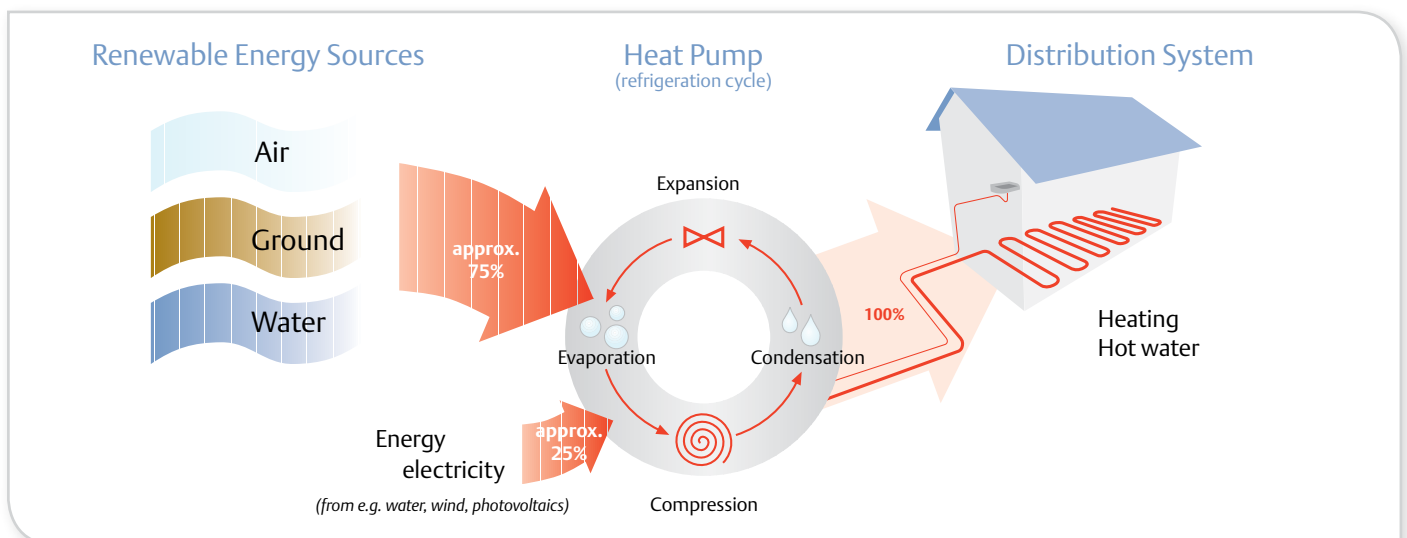 Renewable Energy Sources
Heat Pump
(refrigeration cycle)
Distribution System
Air
Ground
Water
approx.
75%
Energy
electricity
(from e.g. water, wind, photovoltaics)
approx.
25%
Expansion
Evaporation
Condensation
Compression
100%
Heating
Hot water